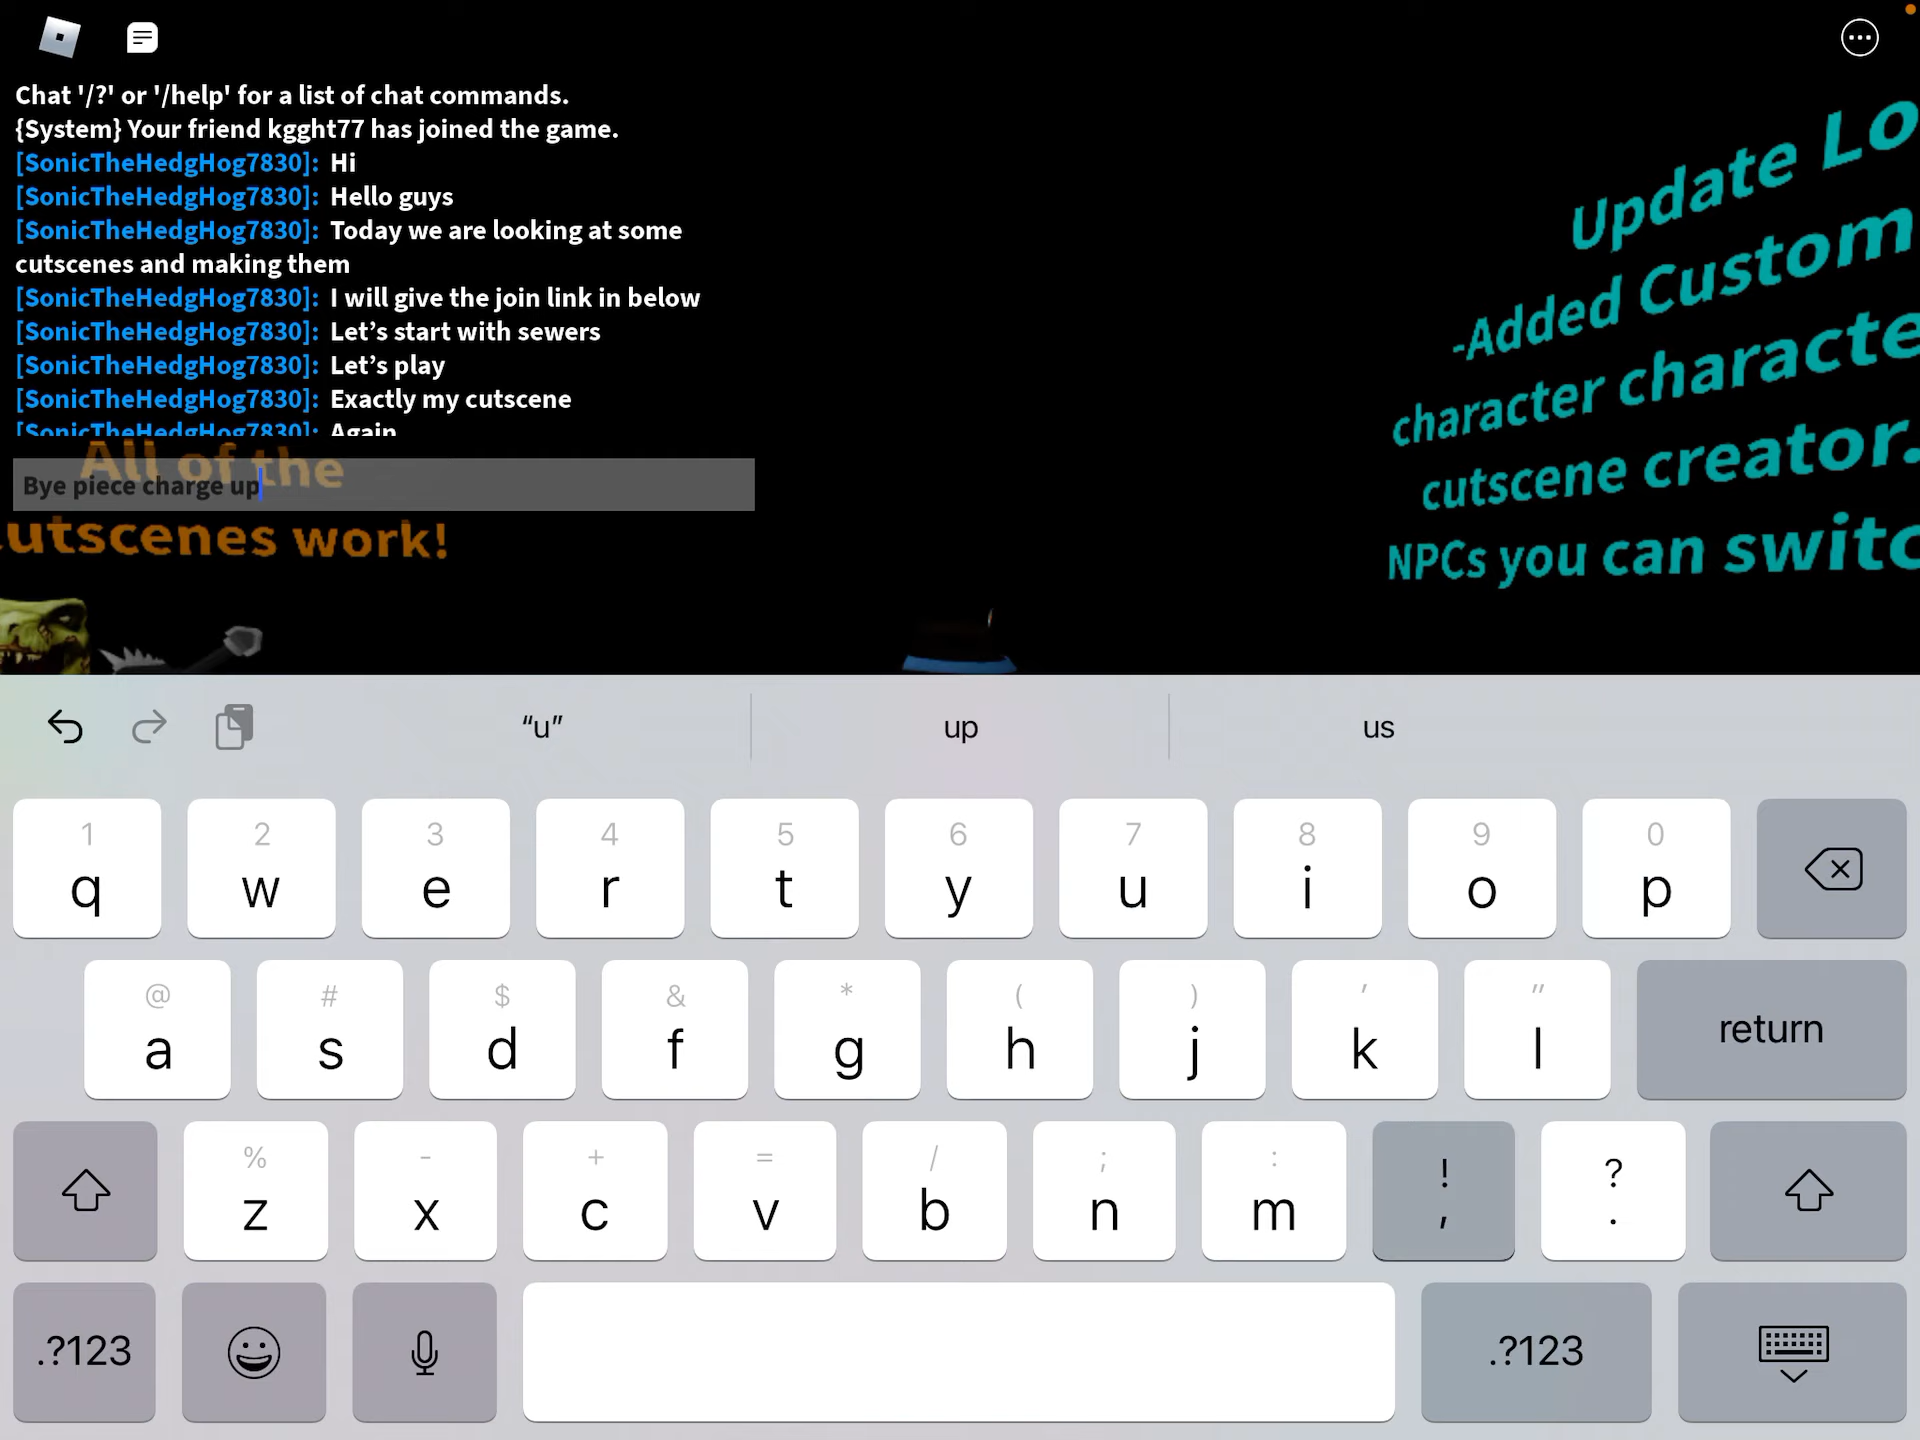 Chat '/?' or '/help' for a list of chat commands.
{System} Your friend kgght77 has joined the game.
[SonicTheHedgHog7830]: Hi
[SonicTheHedgHog7830]: Hello guys
[SonicTheHedgHog7830]: Today we are looking at some
cutscenes and making them
[SonicTheHedgHog7830]: I will give the join link in below
[SonicTheHedgHog7830]: Let’s start with sewers
[SonicTheHedgHog7830]: Let’s play
[SonicTheHedgHog7830]: Exactly my cutscene
[SonicTheHedgHog7830]: Again
All of the
utscenes work!
Bye piece charge up
Update Lo
-Added Custom
character characte
cutscene creator.
NPCs you can switc
“u” up us
1 2 3 4 5 6 7 8 9 0
q w e r t y u i o p
@ # $ & * ( ) ' "
a s d f g h j k l return
% - + = / ; : ! ?
z x c v b n m , .
.?123 .?123